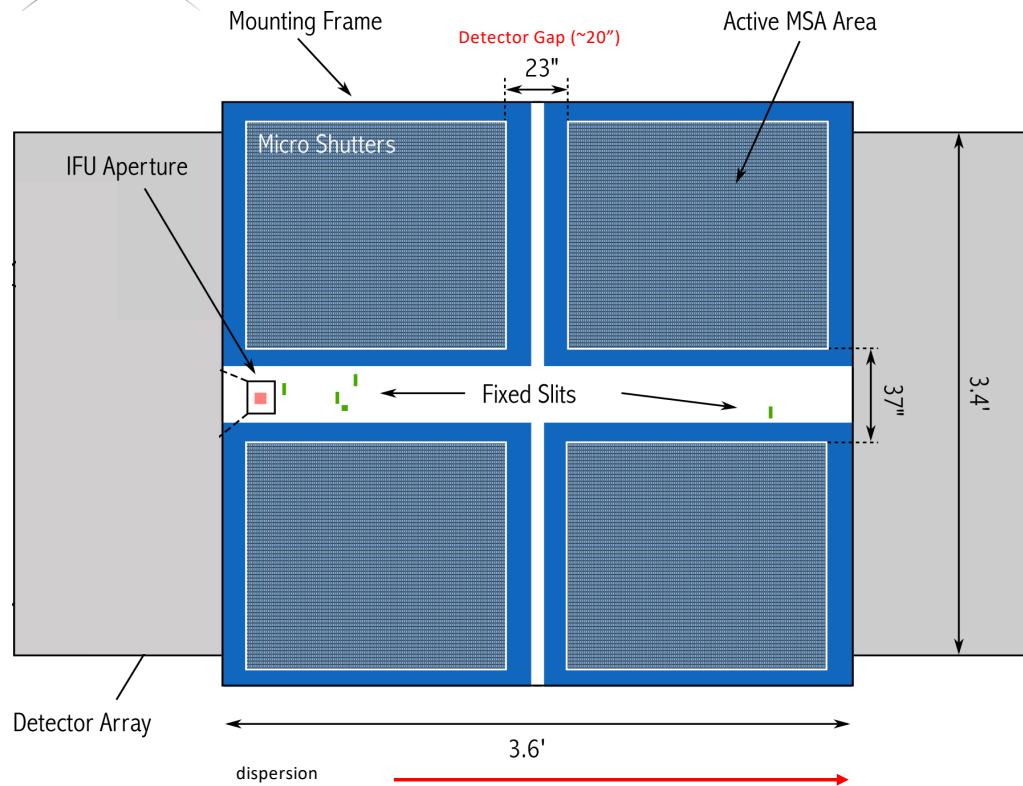 Mounting Frame
Detector Gap (~20”)
Active MSA Area
23"
Micro Shutters
IFU Aperture
Fixed Slits
37"
3.4'
Detector Array
3.6'
dispersion